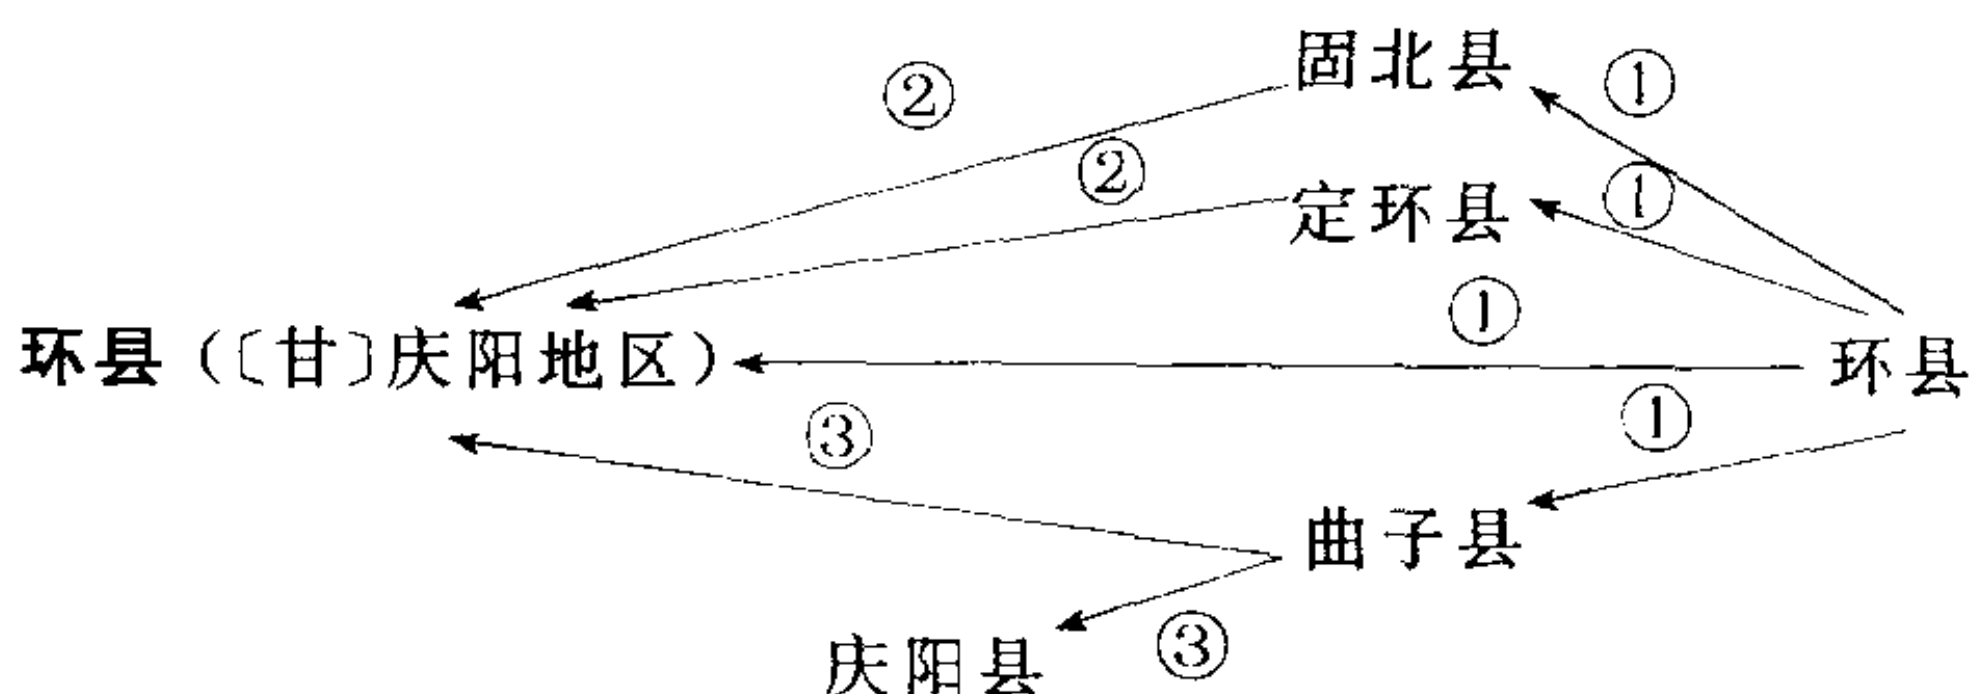 固北县 ①
②
② 定环县 ①
①
环县（〔甘〕庆阳地区） 环县
③ ①
曲子县
庆阳县 ③